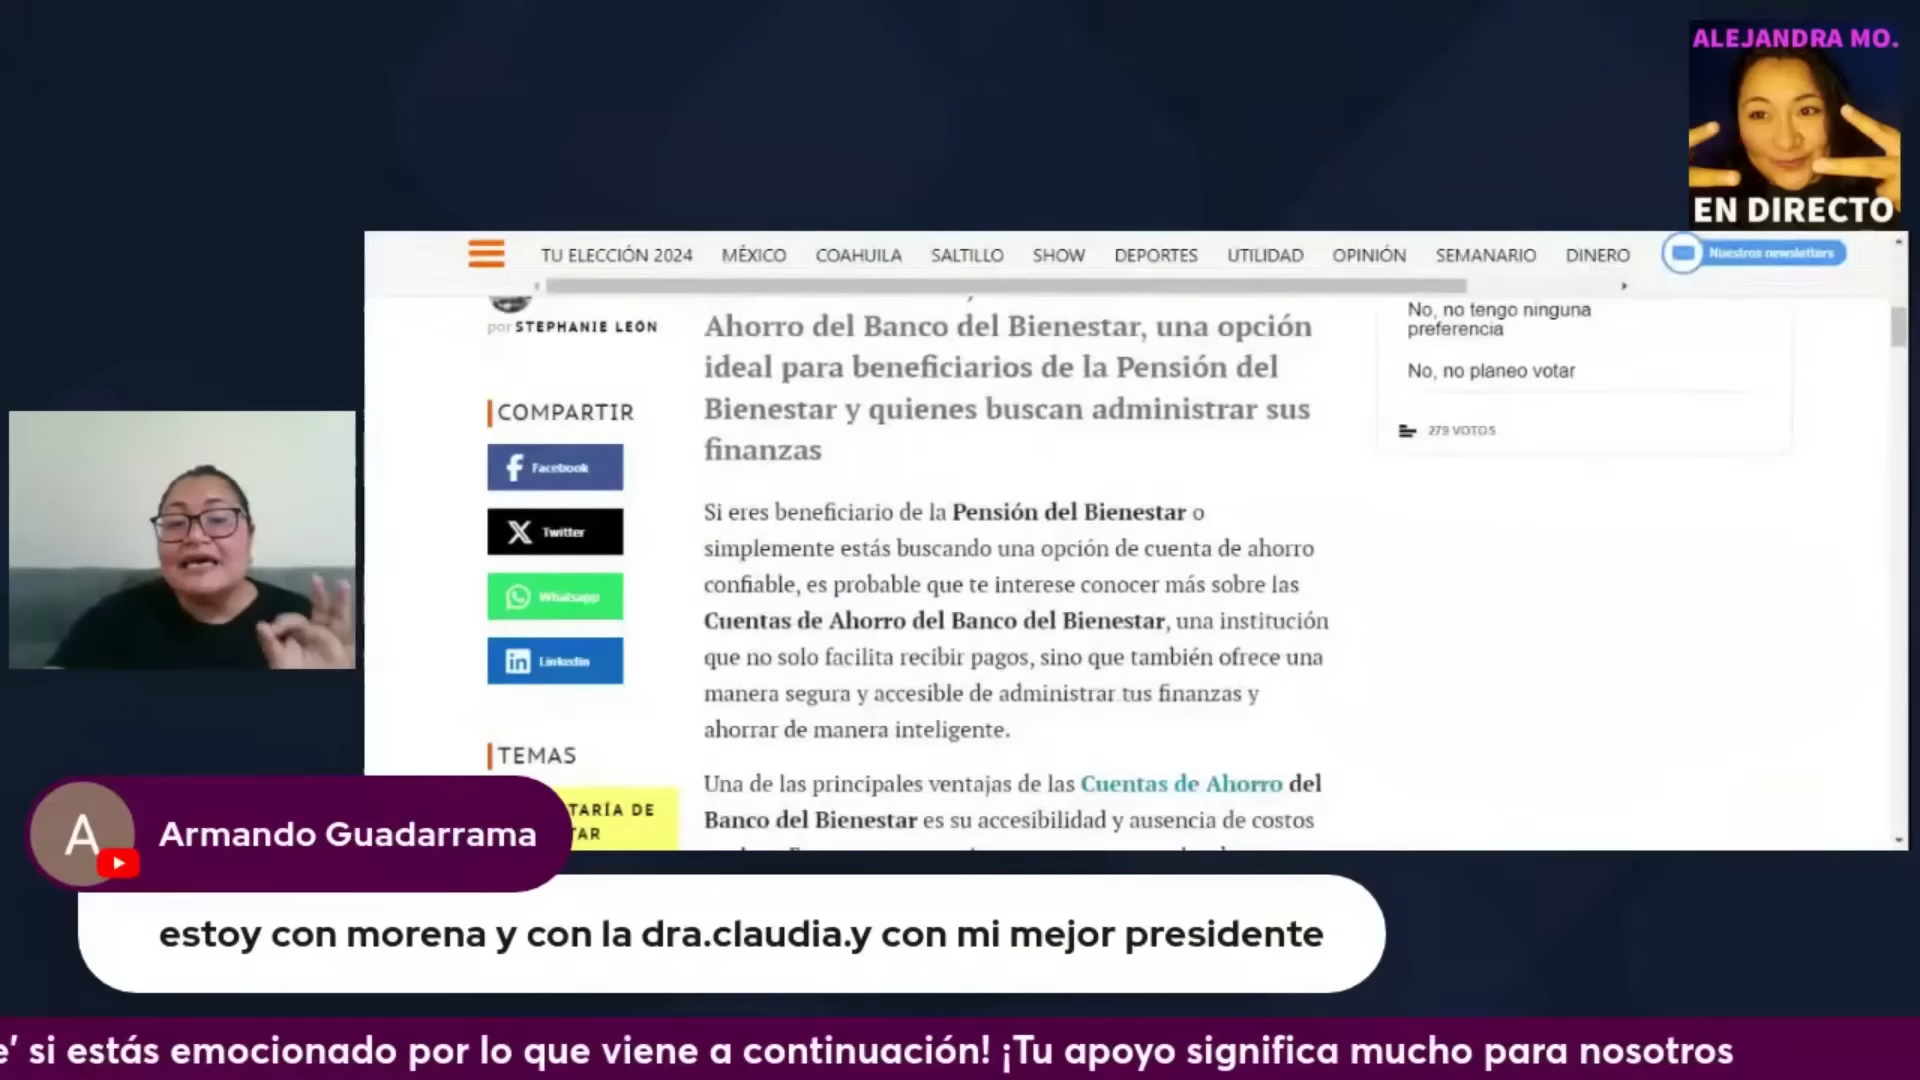 ALEJANDRA MO.
EN DIRECTO
TU ELECCIÓN 2024 MÉXICO COAHUILA SALTILLO SHOW DEPORTES UTILIDAD OPINIÓN SEMANARIO DINERO
Nuestros newsletters
por STEPHANIE LEÓN
COMPARTIR
Facebook
Twitter
Whatsapp
Linkedin
TEMAS
TARÍA DE
TAR
Ahorro del Banco del Bienestar, una opción
ideal para beneficiarios de la Pensión del
Bienestar y quienes buscan administrar sus
finanzas
Si eres beneficiario de la Pensión del Bienestar o
simplemente estás buscando una opción de cuenta de ahorro
confiable, es probable que te interese conocer más sobre las
Cuentas de Ahorro del Banco del Bienestar, una institución
que no solo facilita recibir pagos, sino que también ofrece una
manera segura y accesible de administrar tus finanzas y
ahorrar de manera inteligente.
Una de las principales ventajas de las Cuentas de Ahorro del
Banco del Bienestar es su accesibilidad y ausencia de costos
No, no tengo ninguna
preferencia
No, no planeo votar
279 VOTOS
A
Armando Guadarrama
estoy con morena y con la dra.claudia.y con mi mejor presidente
e' si estás emocionado por lo que viene a continuación! ¡Tu apoyo significa mucho para nosotros